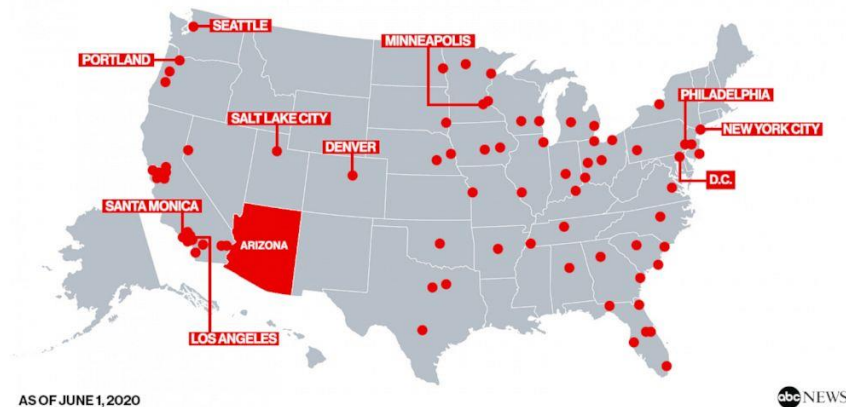 SEATTLE
MINNEAPOLIS
PORTLAND
PHILADELPHIA
SALT LAKE CITY
NEW YORK CITY
DENVER
D.C.
SANTA MONICA
ARIZONA
LOS ANGELES
AS OF JUNE 1, 2020
abc NEWS